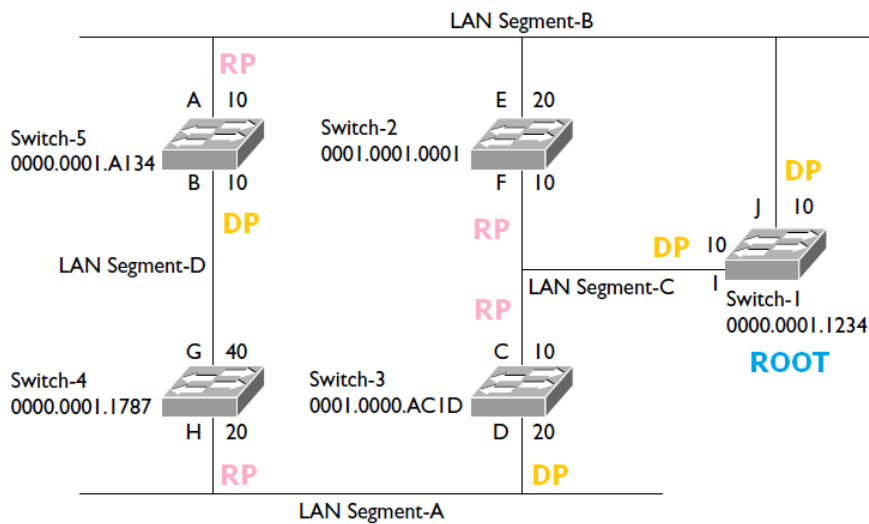 LAN Segment-B
RP
A 10
E 20
Switch-5
0000.0001.A134
Switch-2
0001.0001.0001
B 10
F 10
DP
J 10
DP
RP
DP
10
LAN Segment-D
LAN Segment-C
I
Switch-1
0000.0001.1234
RP
G 40
C 10
ROOT
Switch-4
0000.0001.1787
Switch-3
0001.0000.AC1D
H 20
D 20
RP
DP
LAN Segment-A